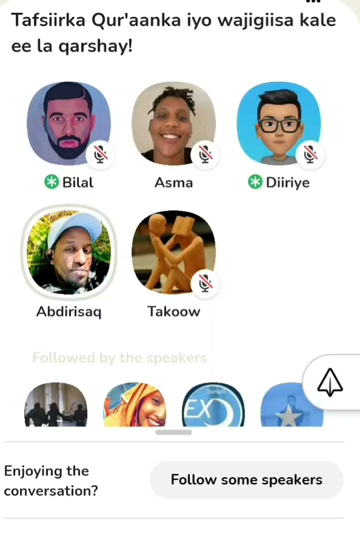 Tafsiirka Qur'aanka iyo wajigiisa kale
ee la qarshay!
Bilal
Asma
Diiriye
Abdirisaq
Takoow
Followed by the speakers
EX
Enjoying the
conversation?
Follow some speakers